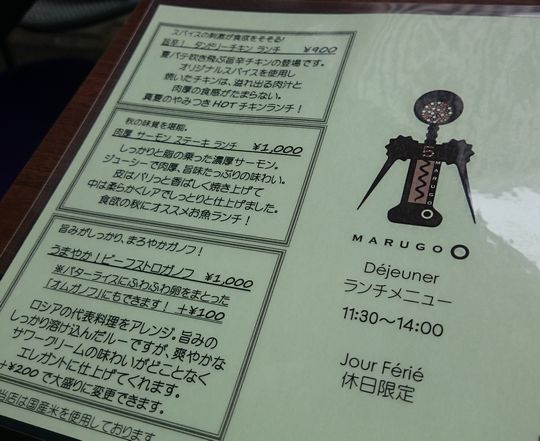 スパイスの刺激が食欲をそそる!
旨辛! タンドリーチキン ランチ ¥900
夏バテ吹き飛ぶ旨辛チキンの登場です。
オリジナルスパイスを使用し
焼いたチキンは、溢れ出る肉汁と
肉厚の食感がたまらない。
真夏のやみつきHOTチキンランチ!
秋の味覚を堪能。
肉厚 サーモン ステーキ ランチ ¥1,000
しっかりと脂の乗った濃厚サーモン。
ジューシーで肉厚、旨味たっぷりの味わい。
皮はパリっと香ばしく焼き上げて
中は柔らかくレアでしっとりと仕上げました。
食欲の秋にオススメお魚ランチ!
旨みがしっかり、まろやかガノフ!
うまやか!ビーフストロガノフ ¥1,000
※バターライスにふわふわ卵をまとった
「オムガノフ」にもできます! +¥100
ロシアの代表料理をアレンジ。旨みの
しっかり溶け込んだルーですが、爽やかな
サワークリームの味わいがどことなく
エレガントに仕上げてくれます。
+¥200で大盛りに変更できます。
当店は国産米を使用しております
MARUGO
MARUGO O
Déjeuner
ランチメニュー
11:30~14:00
Jour Férié
休日限定